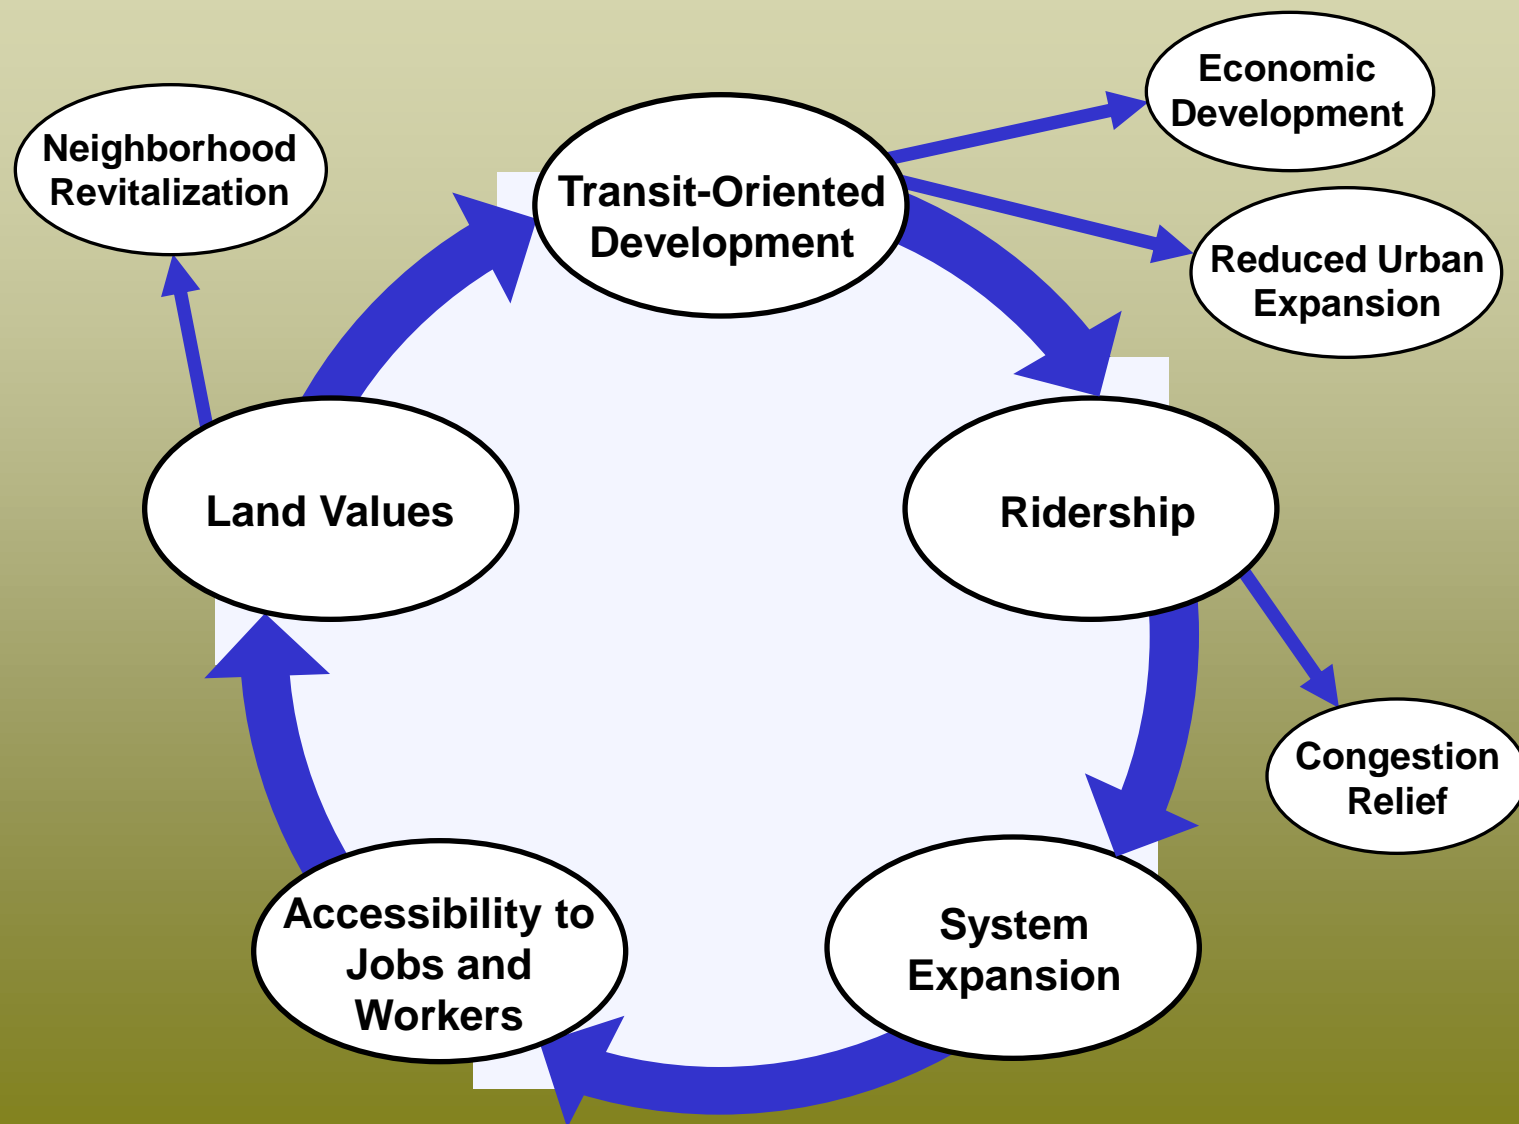 Economic
Development
Neighborhood
Revitalization
Transit-Oriented
Development
Reduced Urban
Expansion
Land Values
Ridership
Congestion
Relief
Accessibility to
Jobs and
Workers
System
Expansion